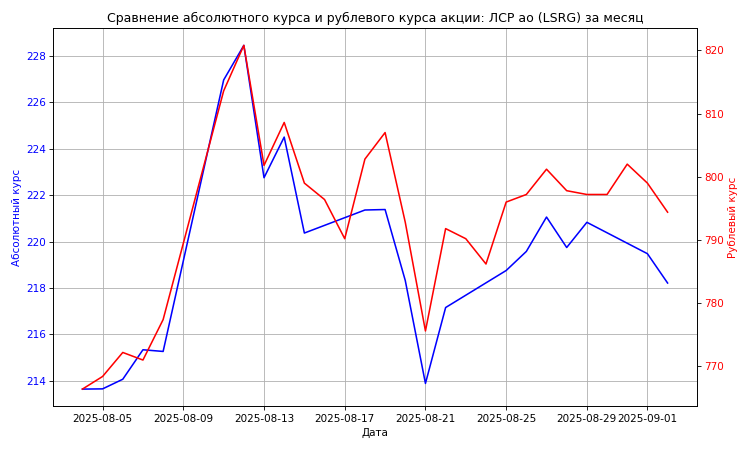 Сравнение абсолютного курса и рублевого курса акции: ЛСР ао (LSRG) за месяц
Абсолютный курс
228
226
224
222
220
218
216
214
820
810
800
790
780
770
Рублевый курс
2025-08-05 2025-08-09 2025-08-13 2025-08-17 2025-08-21 2025-08-25 2025-08-29 2025-09-01
Дата